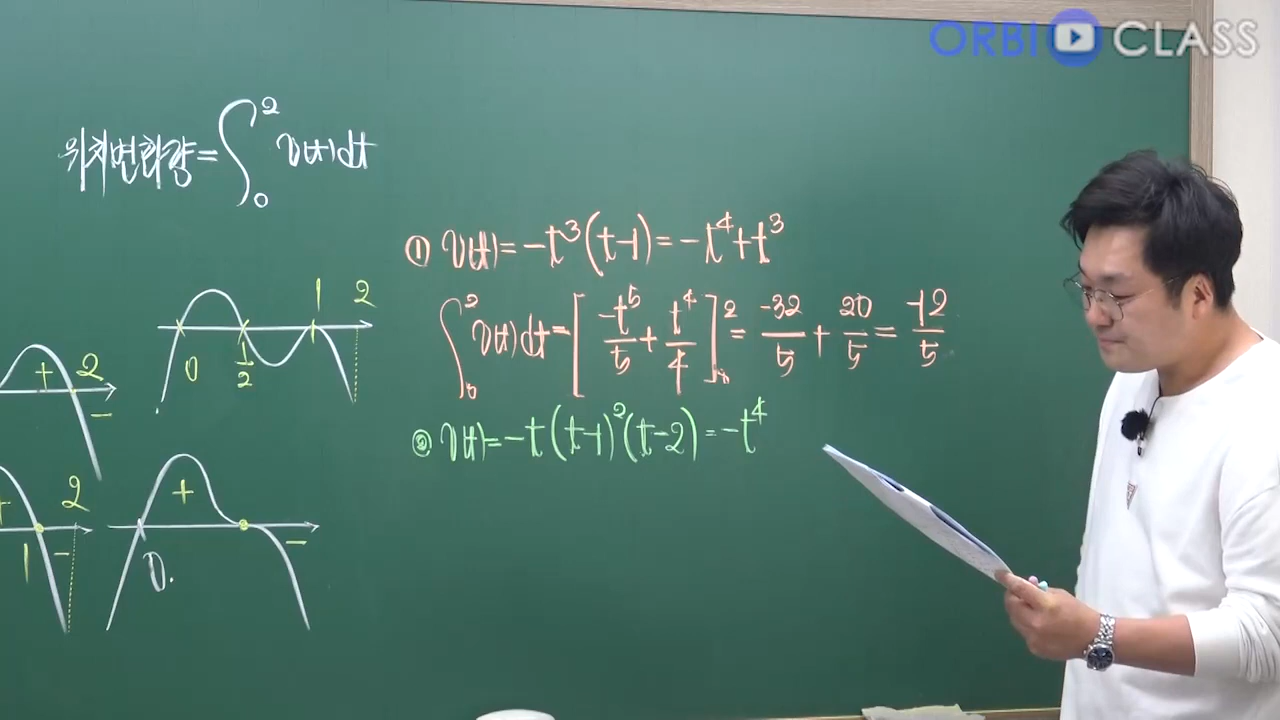 ORBI CLASS
위치변화량=∫₀² v(t)dt
① v(t)=-t³(t-1)=-t⁴+t³
∫₀² v(t)dt=[-t⁵/5+t⁴/4]₀²=-32/5+20/5=-12/5
② v(t)=-t(t-1)²(t-2)=-t⁴
0 1/2 1 2
+ 2 -
+ 1 - 2
+ 0. -